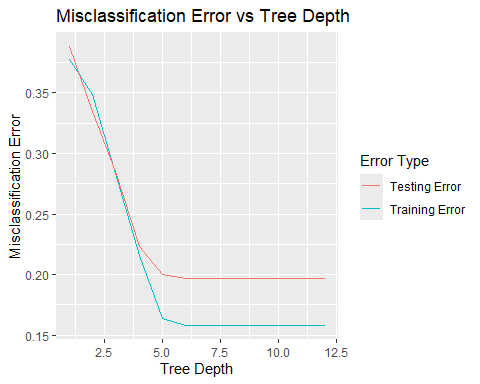 Misclassification Error vs Tree Depth
Misclassification Error
0.35
0.30
0.25
0.20
0.15
2.5 5.0 7.5 10.0 12.5
Tree Depth
Error Type
Testing Error
Training Error